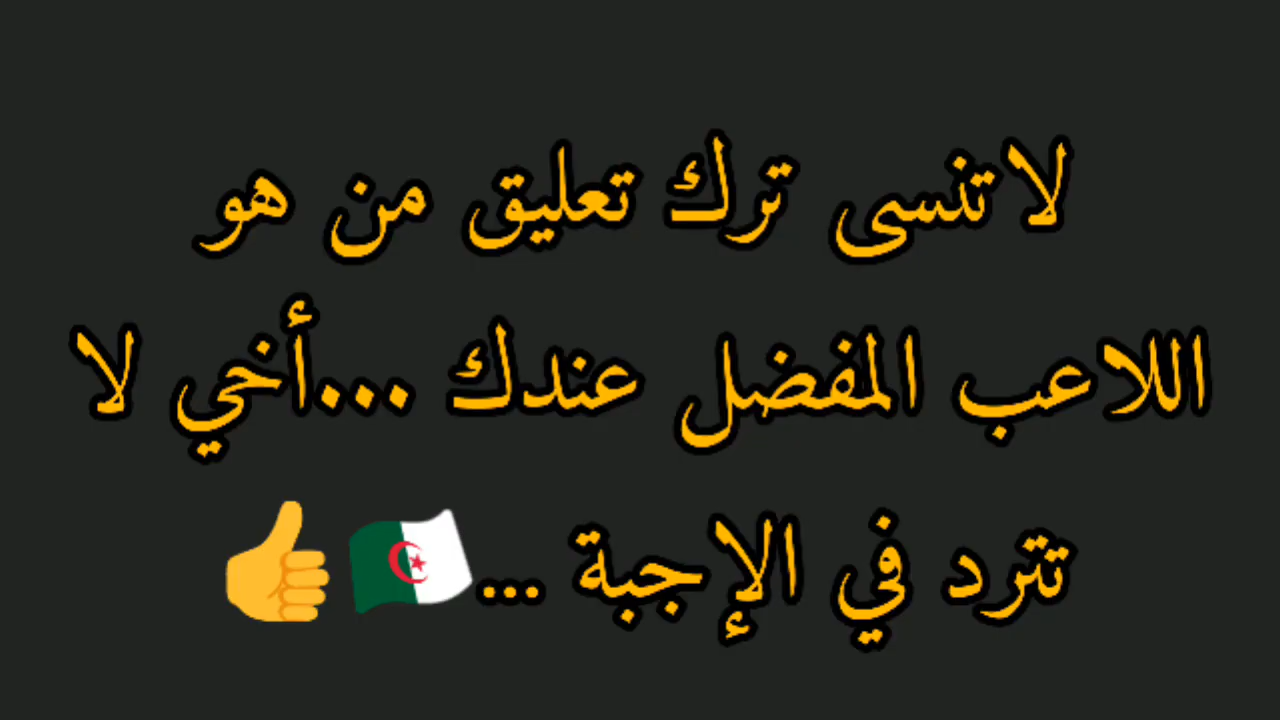 لاتنسى ترك تعليق من هو
اللاعب المفضل عندك ...أخي لا
تترد في الإجبة ...🇩🇿👍